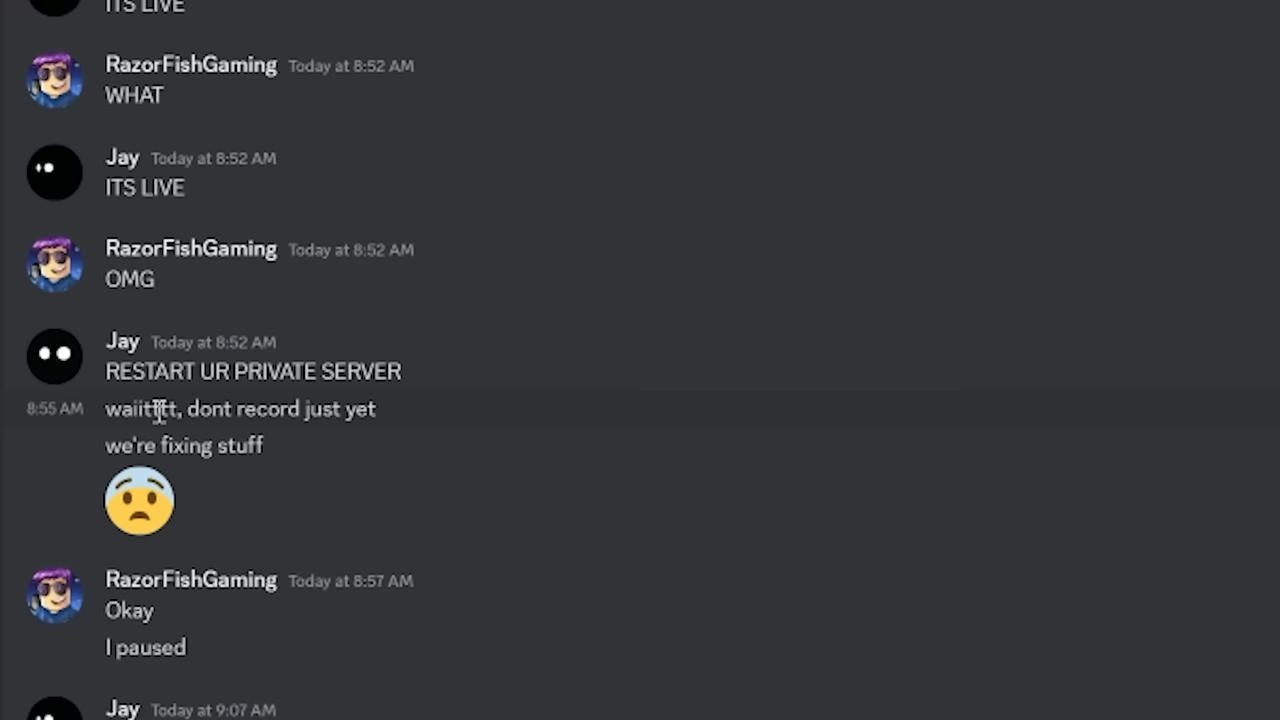 ITS LIVE
RazorFishGaming Today at 8:52 AM
WHAT
Jay Today at 8:52 AM
ITS LIVE
RazorFishGaming Today at 8:52 AM
OMG
Jay Today at 8:52 AM
RESTART UR PRIVATE SERVER
8:55 AM waiitttt, dont record just yet
we're fixing stuff
RazorFishGaming Today at 8:57 AM
Okay
I paused
Jay Today at 9:07 AM